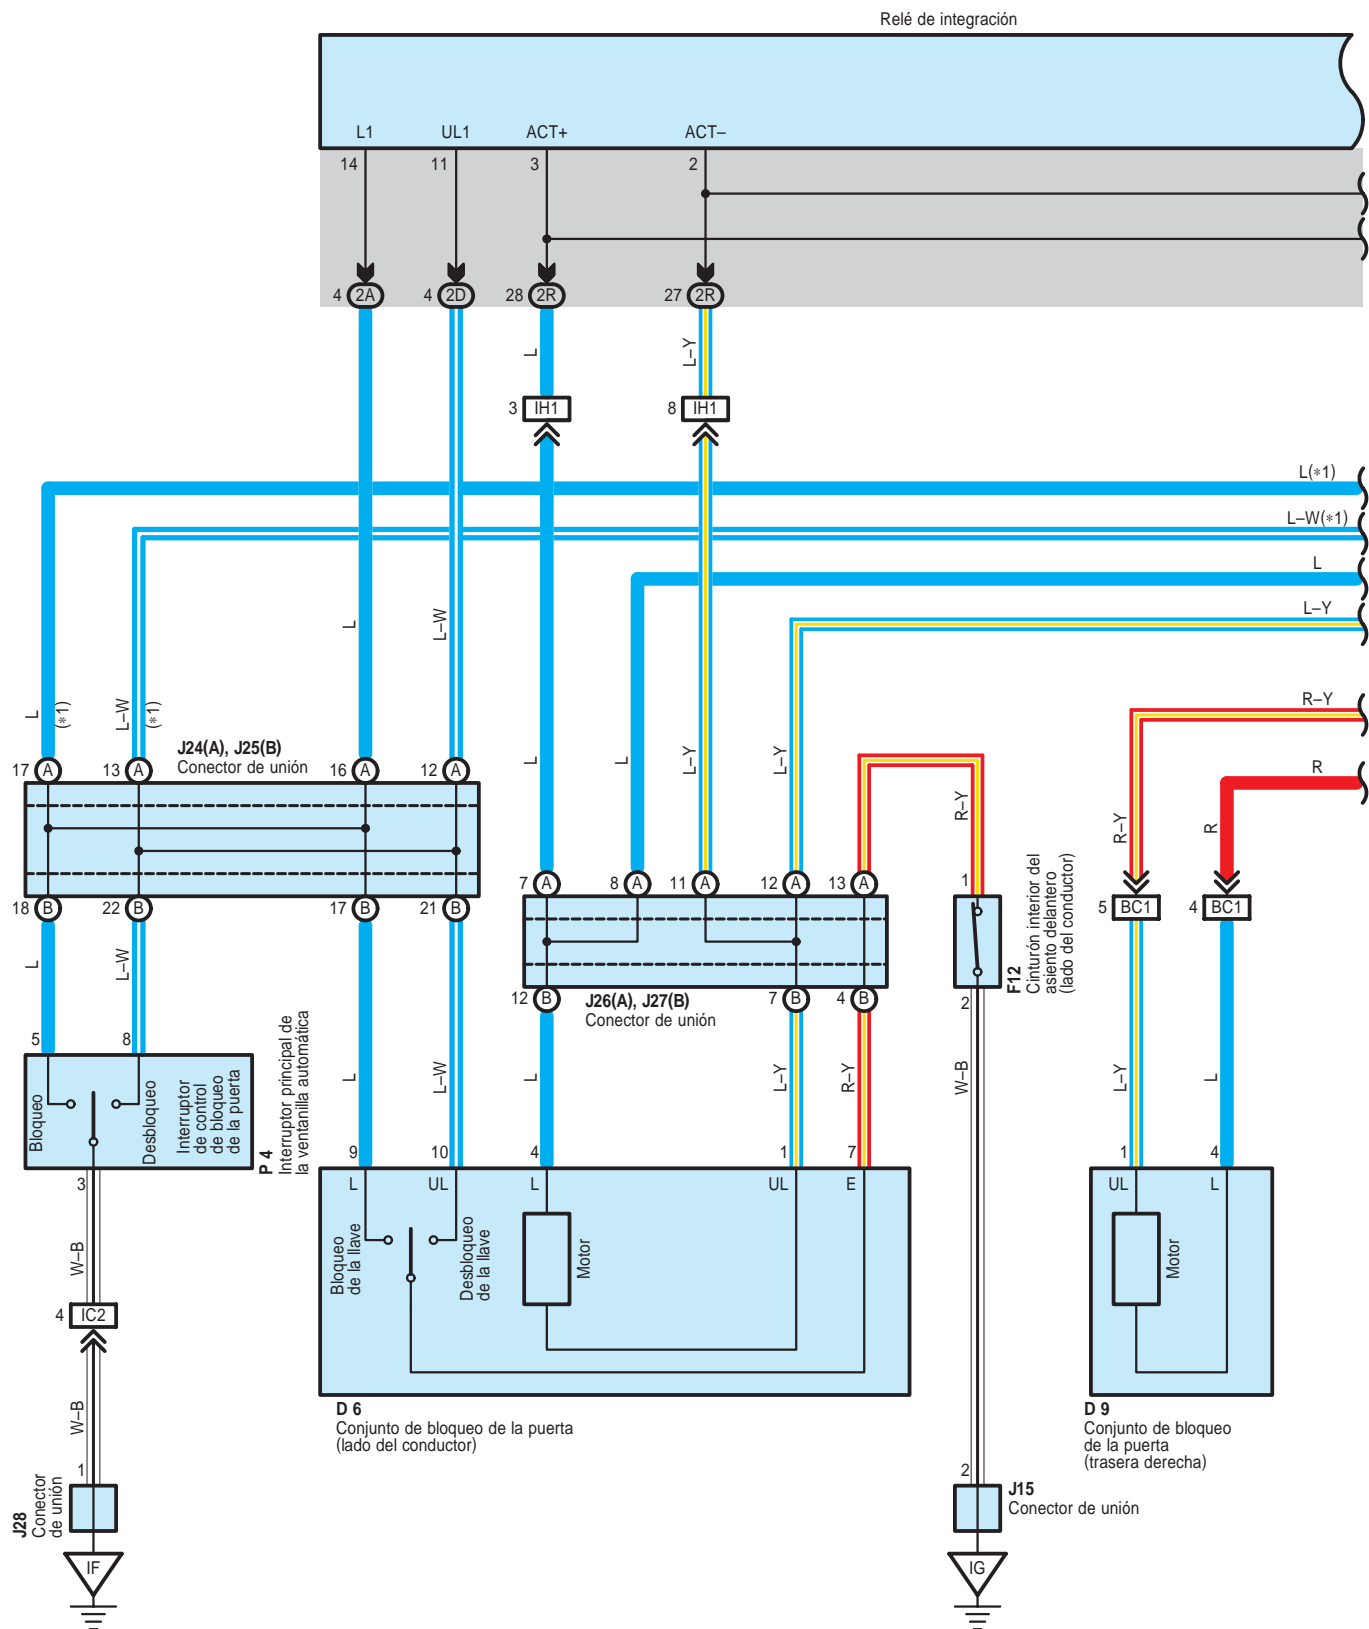 Relé de integración
L1 UL1 ACT+ ACT–
14 11 3 2
4 2A 4 2D 28 2R 27 2R
L L–Y
3 IH1 8 IH1
L(∗1)
L–W(∗1)
L
L–Y
L L–W
L (∗1) L–W (∗1)
R–Y
R
J24(A), J25(B)
Conector de unión
17 A 13 A 16 A 12 A
L L L–Y L–Y R–Y R–Y R
18 B 22 B 17 B 21 B
7 A 8 A 11 A 12 A 13 A
1
5 BC1 4 BC1
F12
Cinturón interior del
asiento delantero
(lado del conductor)
2
L L–W
12 B 7 B 4 B
J26(A), J27(B)
Conector de unión
5 8
Bloqueo
Desbloqueo
Interruptor
de control
de bloqueo
de la puerta
P 4
Interruptor principal de
la ventanilla automática
L L–W L L–Y R–Y W–B L–Y L
3
9 10 4 1 7 1 4
L UL L UL E UL L
Bloqueo
de la llave
Desbloqueo
de la llave
Motor
Motor
W–B
4 IC2
W–B
D 6
Conjunto de bloqueo de la puerta
(lado del conductor)
D 9
Conjunto de bloqueo
de la puerta
(trasera derecha)
1
J28
Conector
de unión
2
J15
Conector de unión
IF IG